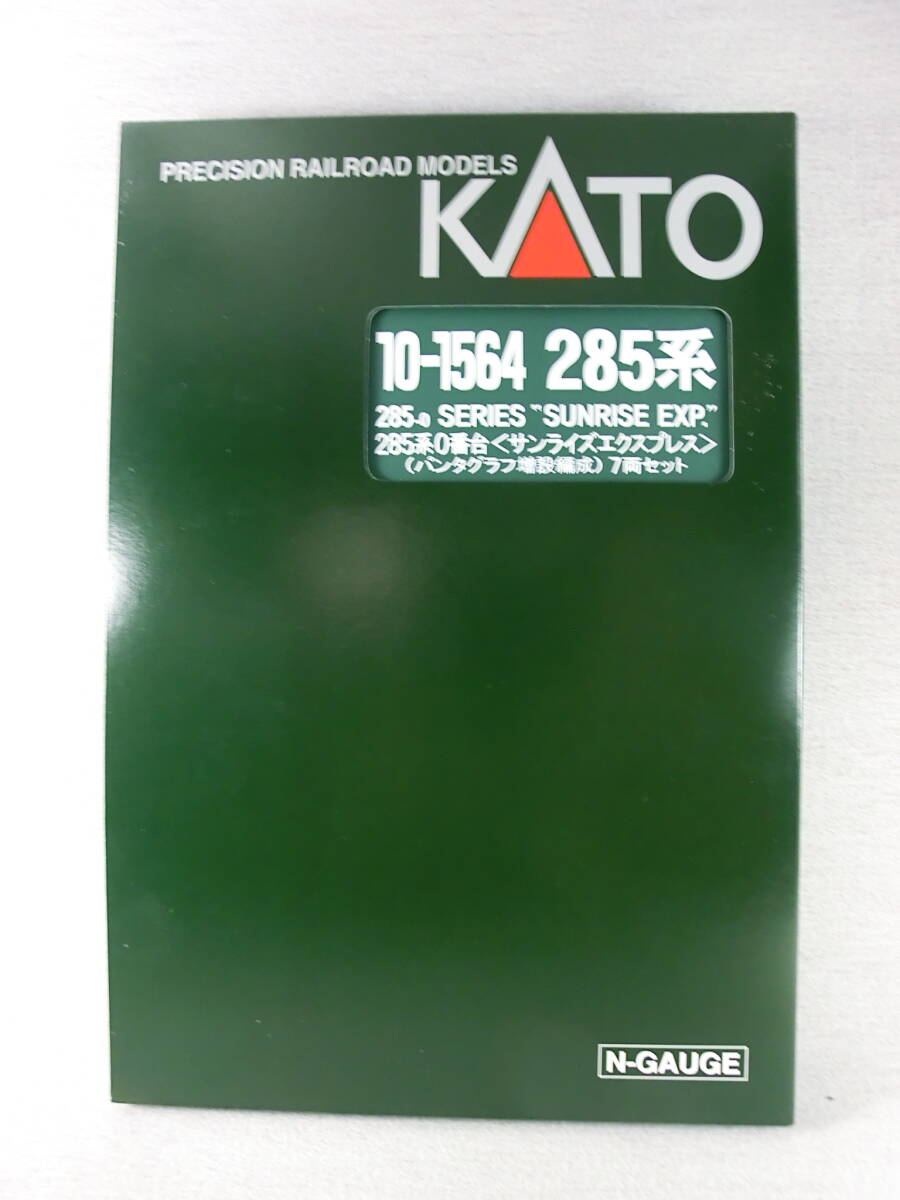 PRECISION RAILROAD MODELS
KATO
10-1564 285系
285-0 SERIES "SUNRISE EXP."
285系0番台<サンライズエクスプレス>
(パンタグラフ増設編成)7両セット
N-GAUGE